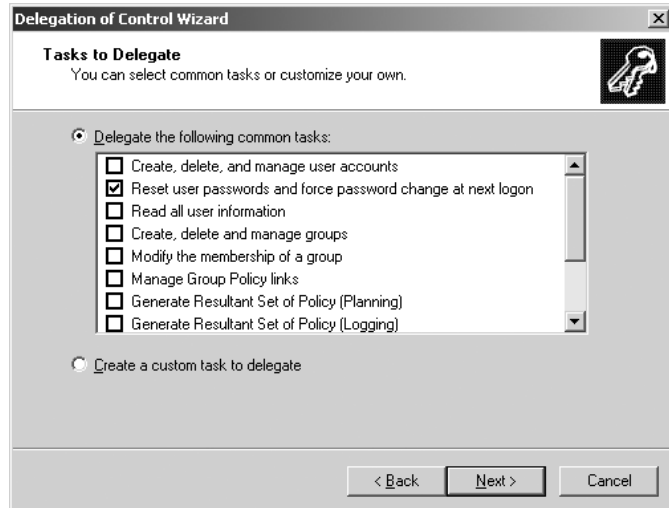 Delegation of Control Wizard
Tasks to Delegate
You can select common tasks or customize your own.
Delegate the following common tasks:
Create, delete, and manage user accounts
Reset user passwords and force password change at next logon
Read all user information
Create, delete and manage groups
Modify the membership of a group
Manage Group Policy links
Generate Resultant Set of Policy (Planning)
Generate Resultant Set of Policy (Logging)
Create a custom task to delegate
< Back Next > Cancel